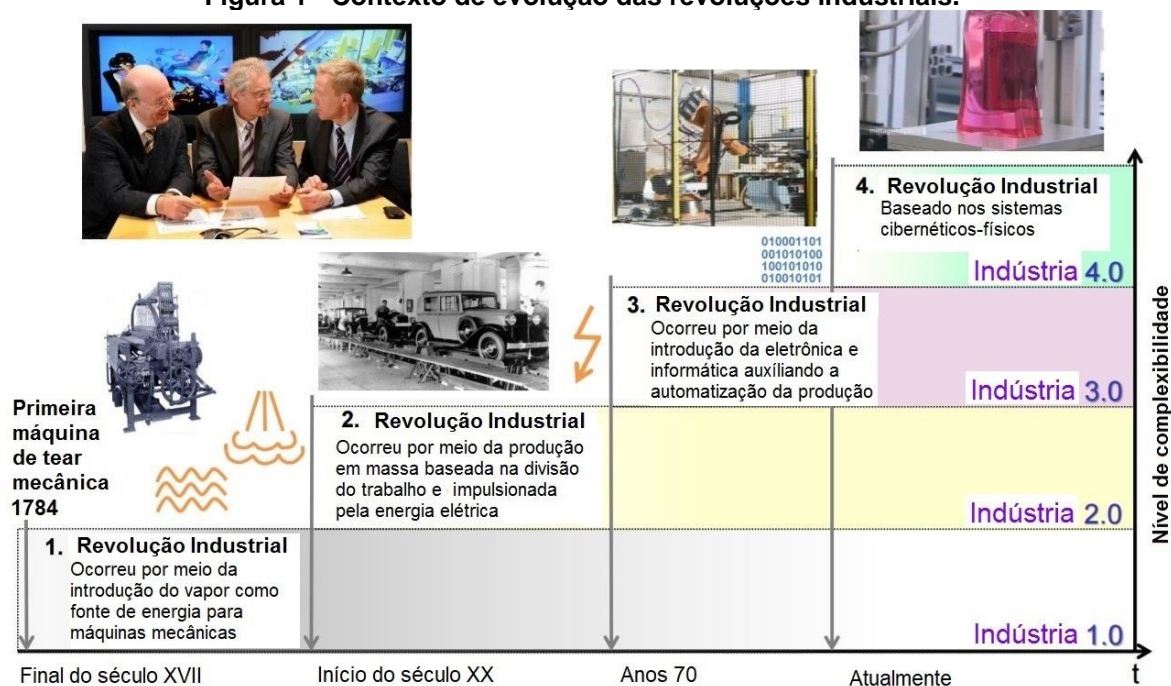 Figura 1 - Contexto de evolução das revoluções industriais.
4. Revolução Industrial
Baseado nos sistemas
cibernéticos-físicos
Indústria 4.0
010001101
001010100
100101010
010010101
3. Revolução Industrial
Ocorreu por meio da
introdução da eletrônica e
informática auxíliando a
automatização da produção
Indústria 3.0
Primeira
máquina
de tear
mecânica
1784
2. Revolução Industrial
Ocorreu por meio da produção
em massa baseada na divisão
do trabalho e impulsionada
pela energia elétrica
Indústria 2.0
1. Revolução Industrial
Ocorreu por meio da
introdução do vapor como
fonte de energia para
máquinas mecânicas
Indústria 1.0
Nível de complexibilidade
Final do século XVII
Início do século XX
Anos 70
Atualmente
t